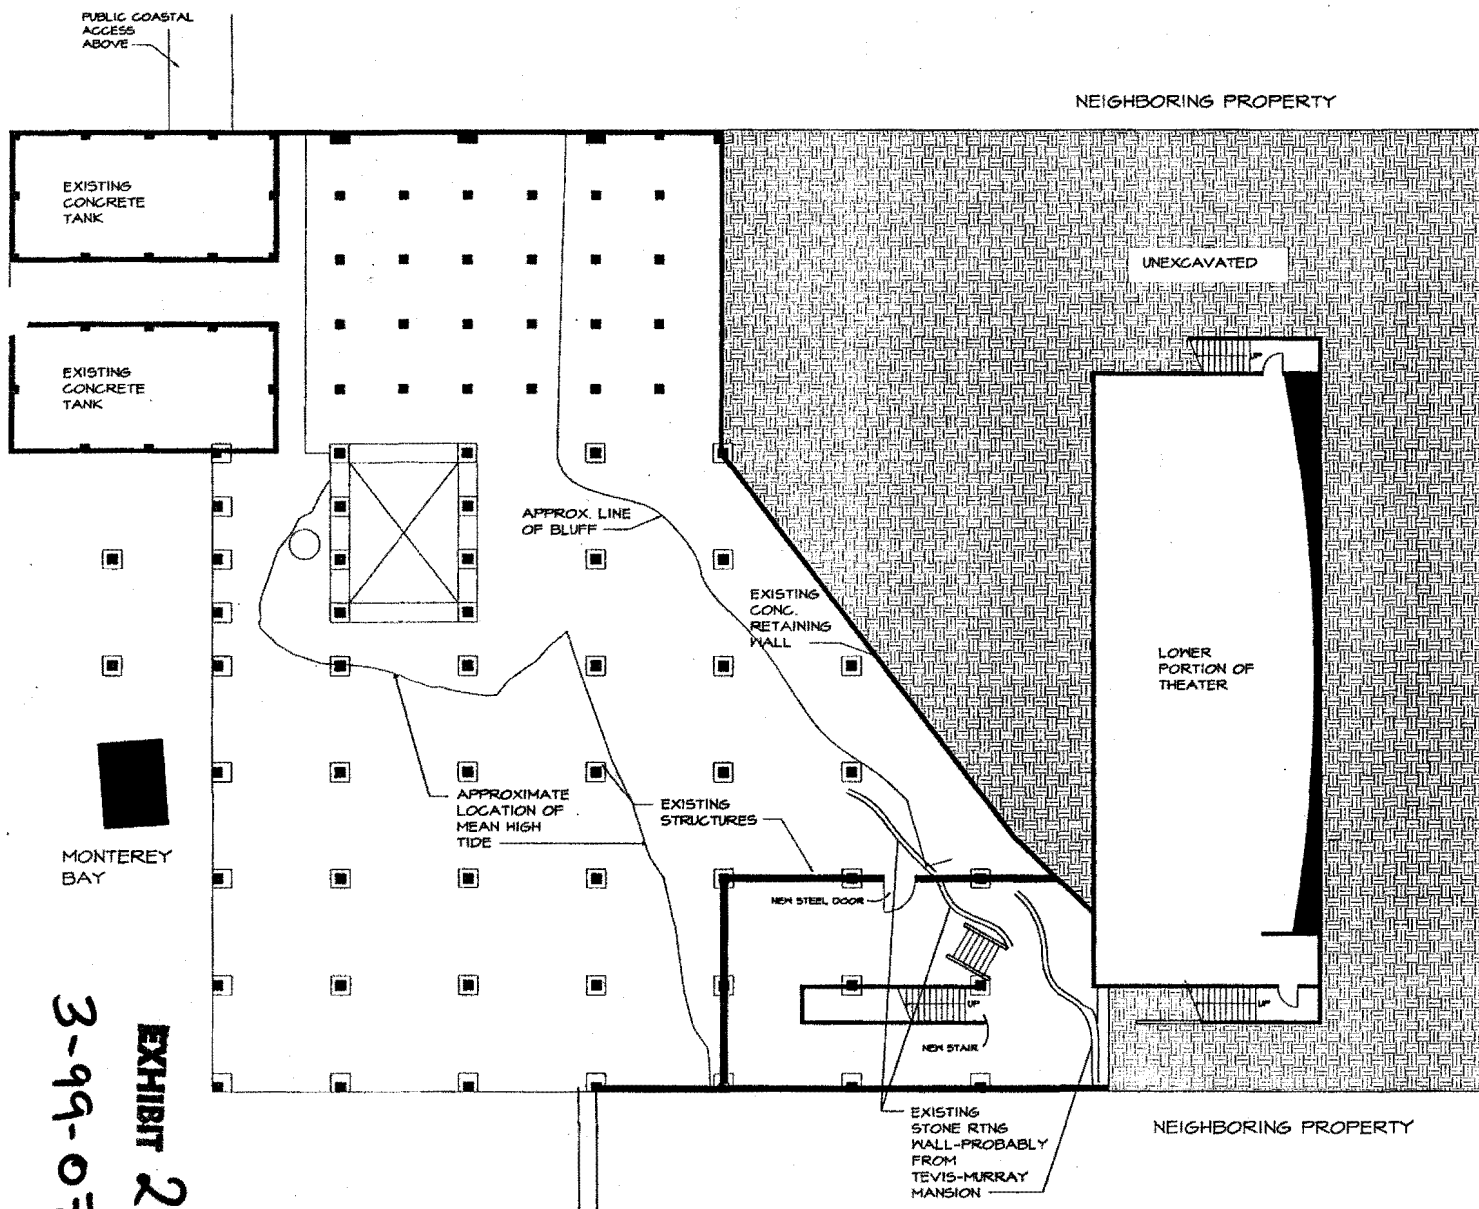 PUBLIC COASTAL
ACCESS
ABOVE
NEIGHBORING PROPERTY
EXISTING
CONCRETE
TANK
UNEXCAVATED
UP
EXISTING
CONCRETE
TANK
APPROX. LINE
OF BLUFF
EXISTING
CONC.
RETAINING
WALL
LOWER
PORTION OF
THEATER
APPROXIMATE
LOCATION OF
MEAN HIGH
TIDE
EXISTING
STRUCTURES
MONTEREY
BAY
NEW STEEL DOOR
UP
UP
NEW STAIR
EXISTING
STONE RTNG
WALL-PROBABLY
FROM
TEVIS-MURRAY
MANSION
NEIGHBORING PROPERTY
EXHIBIT 2
3-99-0